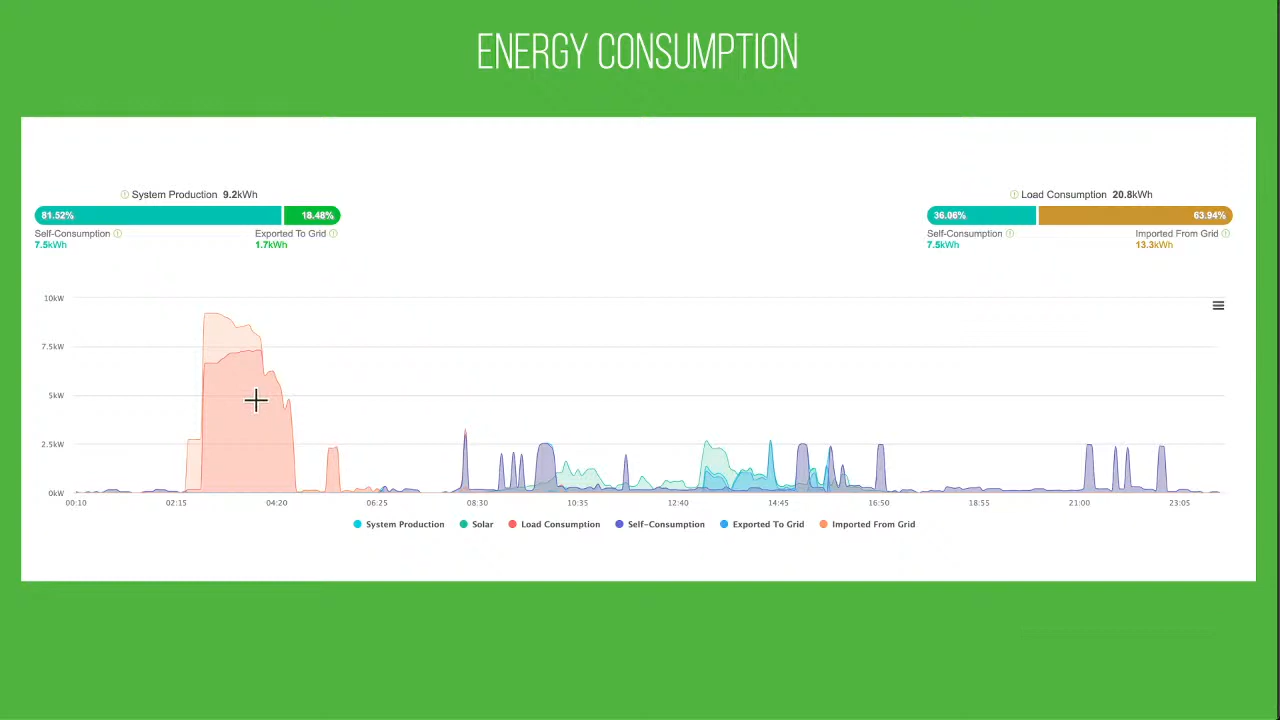 ENERGY CONSUMPTION
System Production 9.2kWh
81.52% 18.48%
Self-Consumption Exported To Grid
7.5kWh 1.7kWh
Load Consumption 20.8kWh
36.06% 63.94%
Self-Consumption Imported From Grid
7.5kWh 13.3kWh
10kW
7.5kW
5kW
2.5kW
0kW
00:10 02:15 04:20 06:25 08:30 10:35 12:40 14:45 16:50 18:55 21:00 23:05
System Production Solar Load Consumption Self-Consumption Exported To Grid Imported From Grid